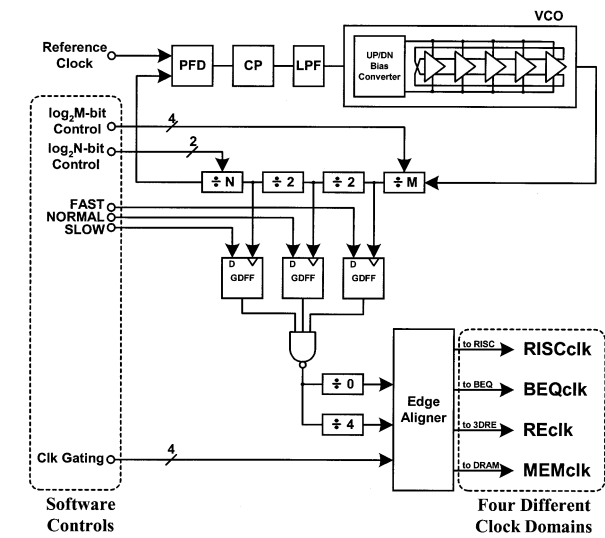 VCO
Reference
Clock
PFD
CP
LPF
UP/DN
Bias
Converter
log2M-bit
Control
4
log2N-bit
Control
2
÷ N
÷ 2
÷ 2
÷ M
FAST
NORMAL
SLOW
D
GDFF
D
GDFF
D
GDFF
÷ 0
÷ 4
Edge
Aligner
to RISC
RISCclk
to BEQ
BEQclk
to 3DRE
REclk
to DRAM
MEMclk
Clk Gating
4
Software
Controls
Four Different
Clock Domains